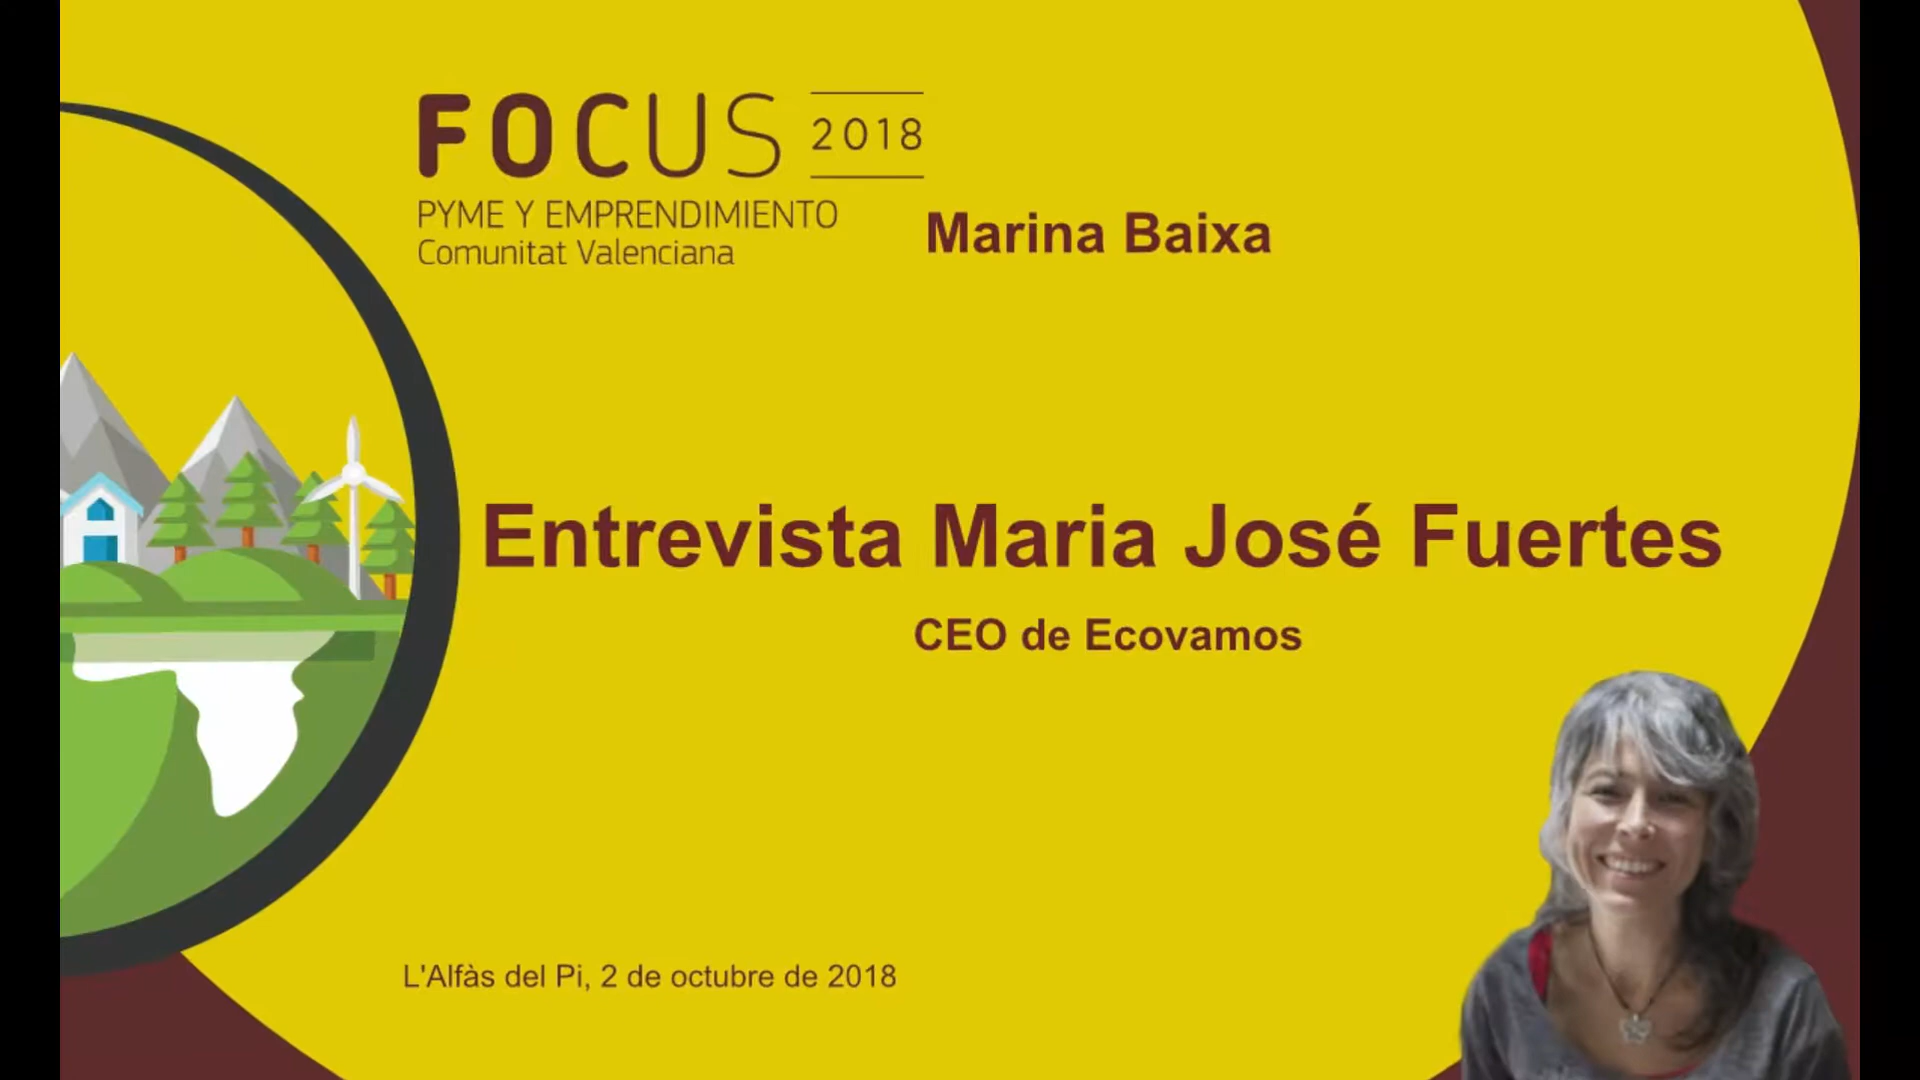 FOCUS 2018
PYME Y EMPRENDIMIENTO
Comunitat Valenciana
Marina Baixa
Entrevista Maria José Fuertes
CEO de Ecovamos
L'Alfàs del Pi, 2 de octubre de 2018